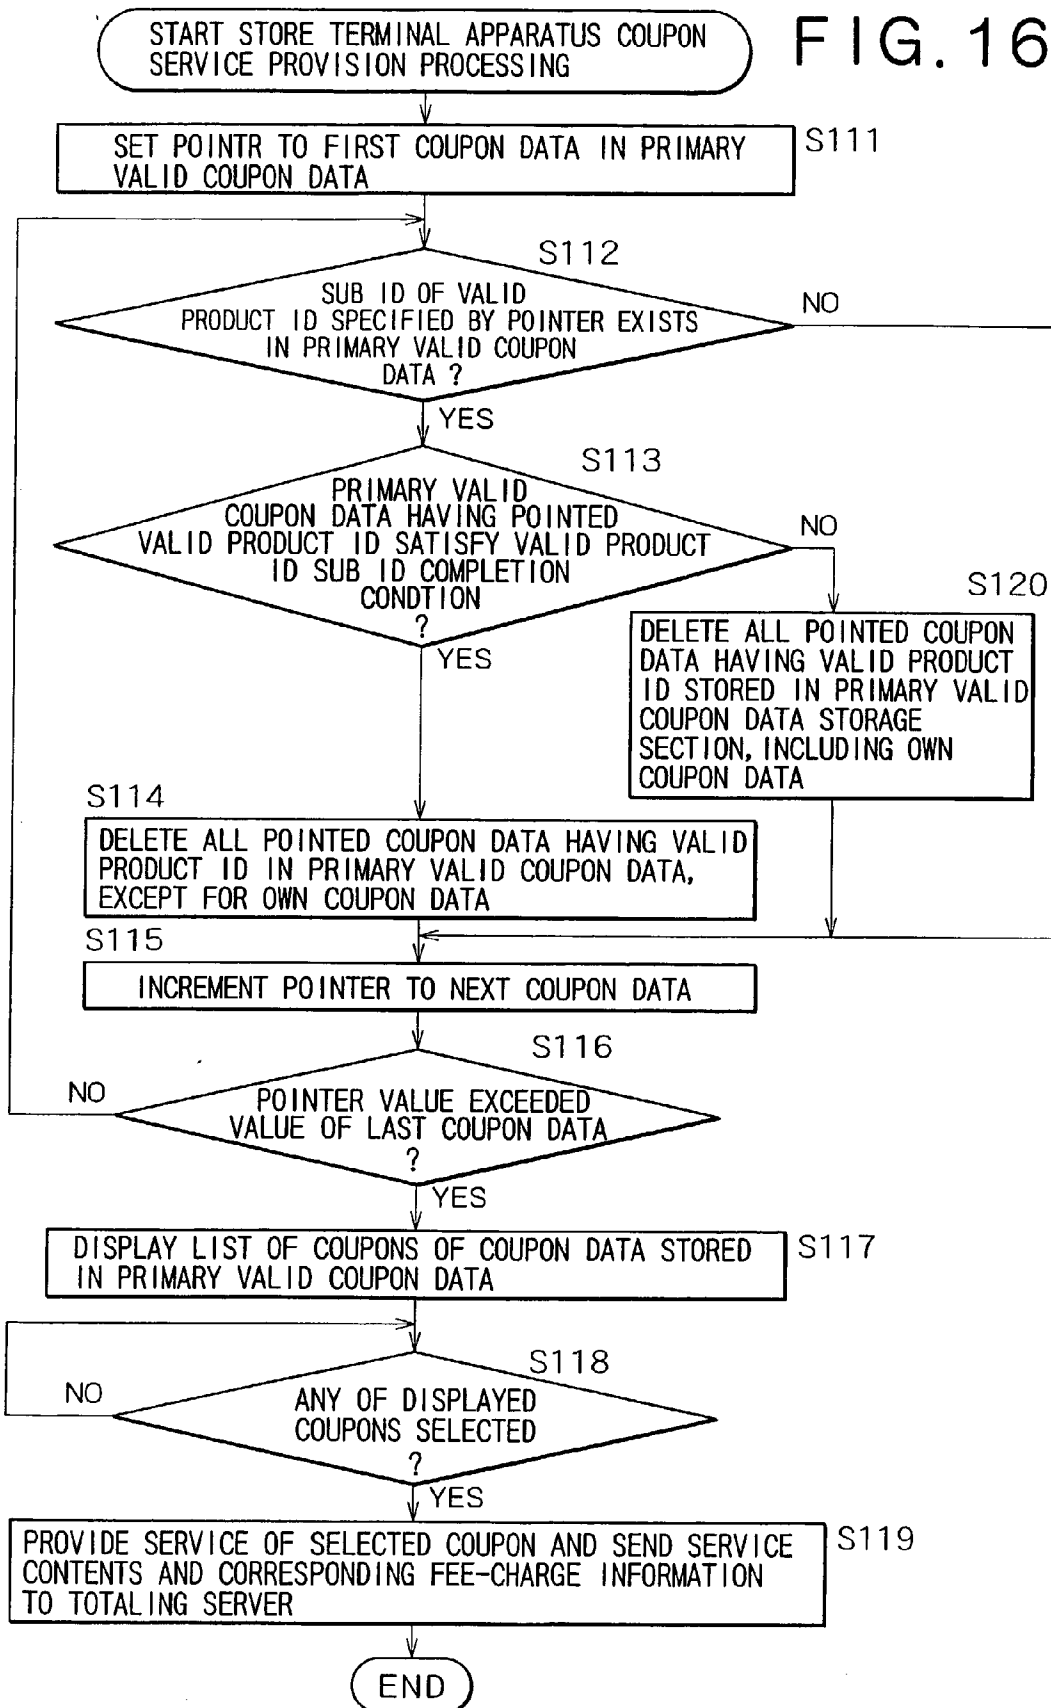 FIG. 16
START STORE TERMINAL APPARATUS COUPON
SERVICE PROVISION PROCESSING
S111
SET POINTR TO FIRST COUPON DATA IN PRIMARY
VALID COUPON DATA
S112
SUB ID OF VALID
PRODUCT ID SPECIFIED BY POINTER EXISTS
IN PRIMARY VALID COUPON
DATA ?
NO
YES
S113
PRIMARY VALID
COUPON DATA HAVING POINTED
VALID PRODUCT ID SATISFY VALID PRODUCT
ID SUB ID COMPLETION
CONDTION
?
NO
YES
S120
DELETE ALL POINTED COUPON
DATA HAVING VALID PRODUCT
ID STORED IN PRIMARY VALID
COUPON DATA STORAGE
SECTION, INCLUDING OWN
COUPON DATA
S114
DELETE ALL POINTED COUPON DATA HAVING VALID
PRODUCT ID IN PRIMARY VALID COUPON DATA,
EXCEPT FOR OWN COUPON DATA
S115
INCREMENT POINTER TO NEXT COUPON DATA
S116
NO
POINTER VALUE EXCEEDED
VALUE OF LAST COUPON DATA
?
YES
DISPLAY LIST OF COUPONS OF COUPON DATA STORED
IN PRIMARY VALID COUPON DATA
S117
S118
NO
ANY OF DISPLAYED
COUPONS SELECTED
?
YES
PROVIDE SERVICE OF SELECTED COUPON AND SEND SERVICE
CONTENTS AND CORRESPONDING FEE-CHARGE INFORMATION
TO TOTALING SERVER
S119
END